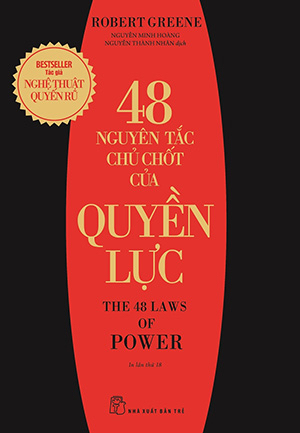 ROBERT GREENE
NGUYỄN MINH HOÀNG
NGUYỄN THÀNH NHÂN dịch
BESTSELLER
Tác giả
NGHỆ THUẬT
QUYẾN RŨ
48
NGUYÊN TẮC
CHỦ CHỐT
CỦA
QUYỀN
LỰC
THE 48 LAWS
OF
POWER
In lần thứ 18
NHÀ XUẤT BẢN TRẺ